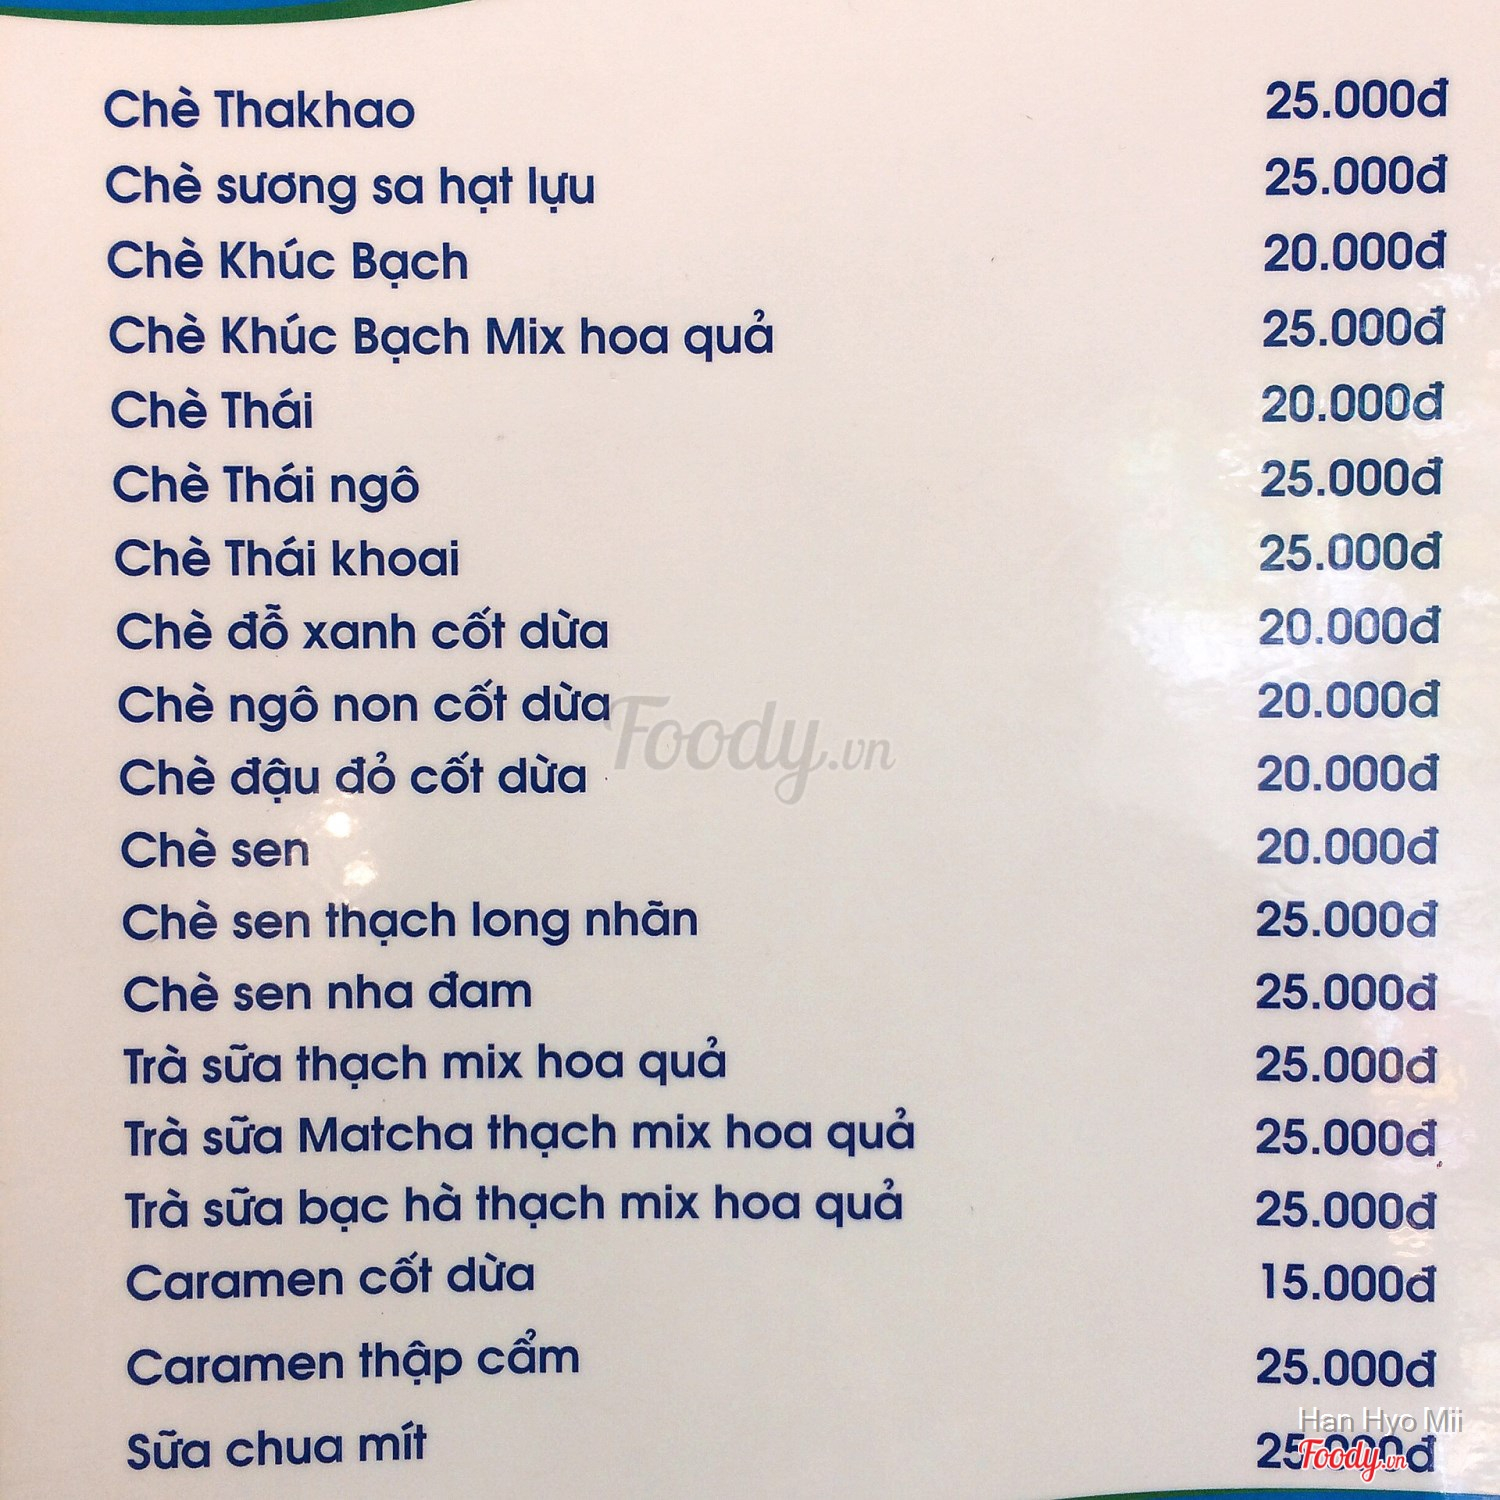 Chè Thakhao 25.000đ
Chè sương sa hạt lựu 25.000đ
Chè Khúc Bạch 20.000đ
Chè Khúc Bạch Mix hoa quả 25.000đ
Chè Thái 20.000đ
Chè Thái ngô 25.000đ
Chè Thái khoai 25.000đ
Chè đỗ xanh cốt dừa 20.000đ
Chè ngô non cốt dừa 20.000đ
Foody.vn
Chè đậu đỏ cốt dừa 20.000đ
Chè sen 20.000đ
Chè sen thạch long nhãn 25.000đ
Chè sen nha đam 25.000đ
Trà sữa thạch mix hoa quả 25.000đ
Trà sữa Matcha thạch mix hoa quả 25.000đ
Trà sữa bạc hà thạch mix hoa quả 25.000đ
Caramen cốt dừa 15.000đ
Caramen thập cẩm 25.000đ
Han Hyo Mii
Sữa chua mít 25.000đ
Foody.vn